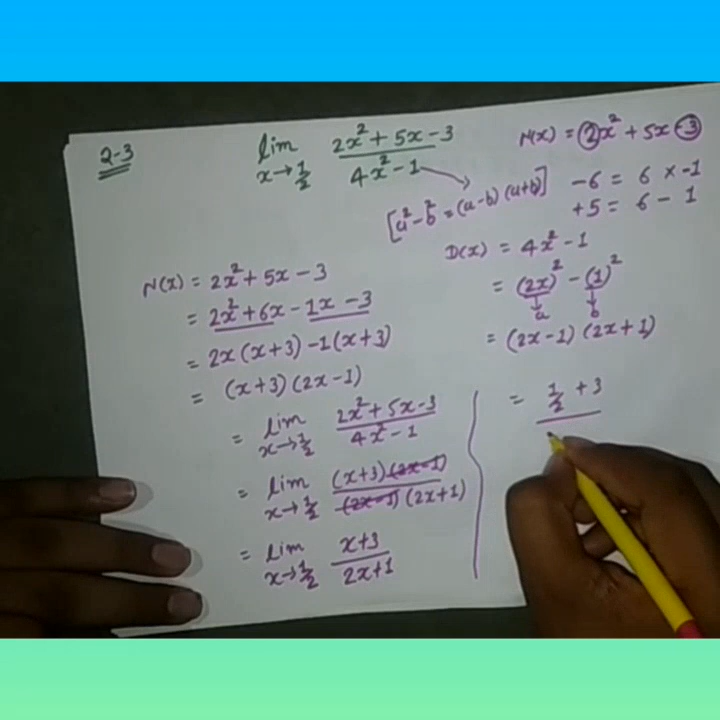 2-3
lim x→1/2 (2x² + 5x - 3)/(4x² - 1)
N(x) = 2x² + 5x - 3
-6 = 6 x -1
+5 = 6 - 1
[a² - b² = (a-b) (a+b)]
D(x) = 4x² - 1
= (2x)² - (1)²
a b
= (2x-1) (2x+1)
N(x) = 2x² + 5x - 3
= 2x² + 6x - 1x - 3
= 2x(x+3) -1(x+3)
= (x+3) (2x-1)
= lim x→1/2 (2x² + 5x - 3)/(4x² - 1)
= lim x→1/2 (x+3)(2x-1)/(2x-1)(2x+1)
= lim x→1/2 (x+3)/(2x+1)
= 1/2 + 3